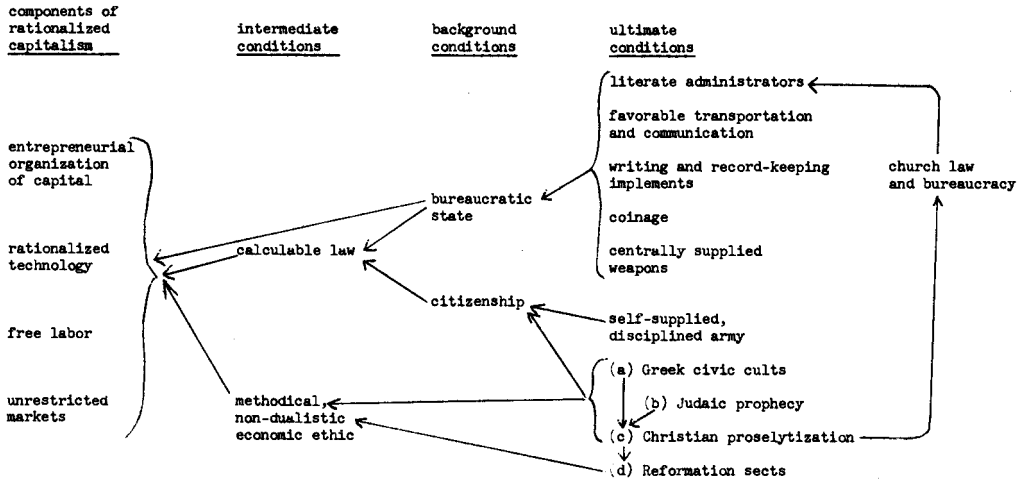 components of
rationalized
capitalism
intermediate
conditions
background
conditions
ultimate
conditions
entrepreneurial
organization
of capital
rationalized
technology
free labor
unrestricted
markets
calculable law
methodical,
non-dualistic
economic ethic
bureaucratic
state
citizenship
literate administrators
favorable transportation
and communication
writing and record-keeping
implements
coinage
centrally supplied
weapons
self-supplied,
disciplined army
(a) Greek civic cults
(b) Judaic prophecy
(c) Christian proselytization
(d) Reformation sects
church law
and bureaucracy